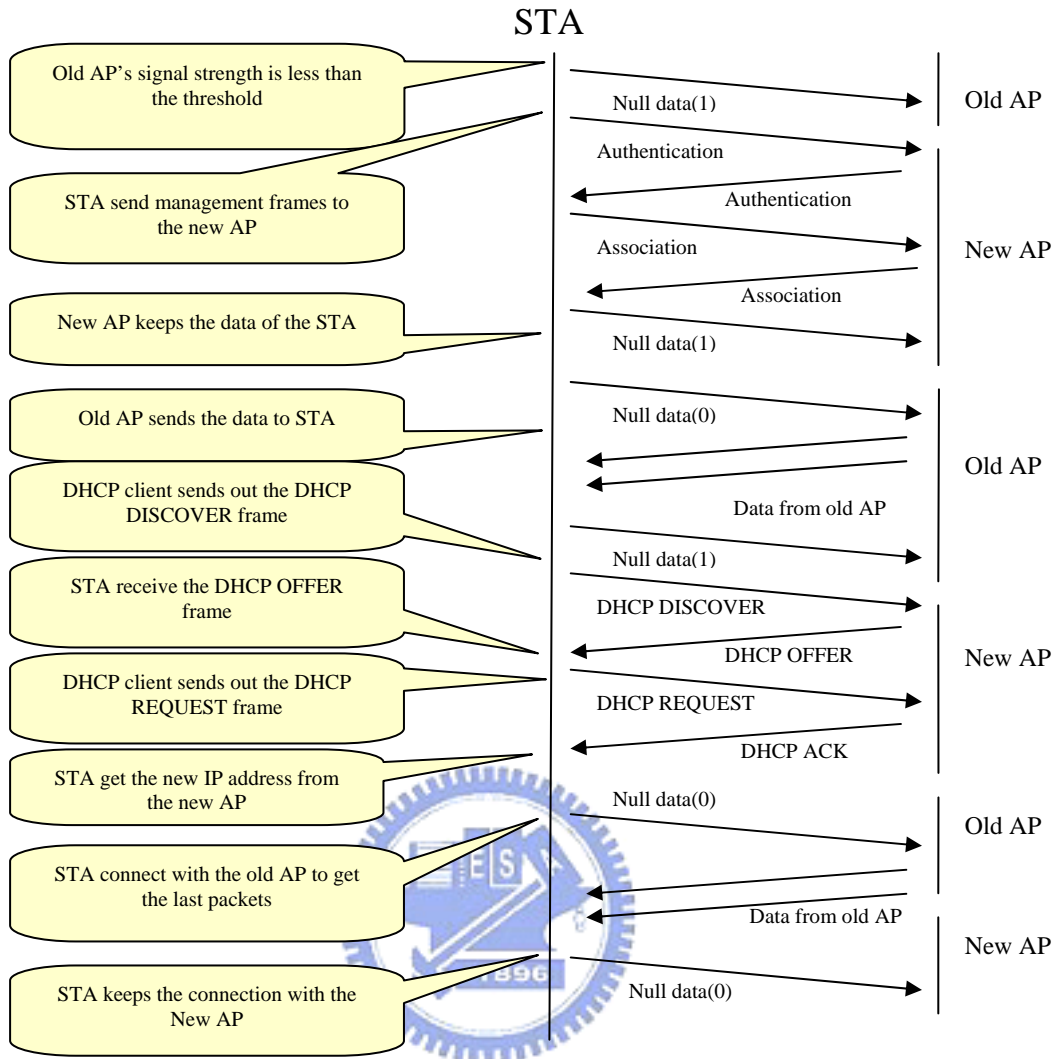 STA
Old AP's signal strength is less than
the threshold
Null data(1)
Old AP
Authentication
STA send management frames to
the new AP
Authentication
Association
New AP
Association
New AP keeps the data of the STA
Null data(1)
Old AP sends the data to STA
Null data(0)
Old AP
DHCP client sends out the DHCP
DISCOVER frame
Data from old AP
Null data(1)
STA receive the DHCP OFFER
frame
DHCP DISCOVER
DHCP OFFER
New AP
DHCP client sends out the DHCP
REQUEST frame
DHCP REQUEST
DHCP ACK
STA get the new IP address from
the new AP
Null data(0)
Old AP
ES
STA connect with the old AP to get
the last packets
Data from old AP
New AP
1896
STA keeps the connection with the
New AP
Null data(0)